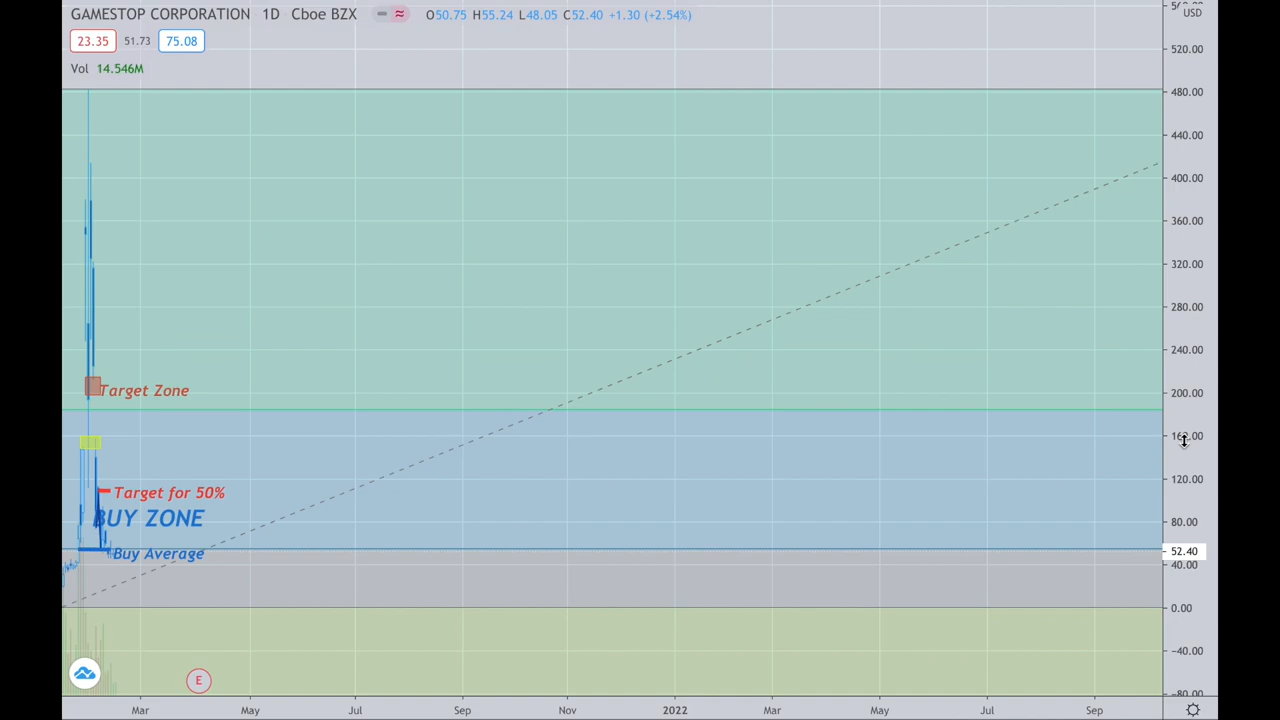 GAMESTOP CORPORATION 1D Cboe BZX O50.75 H55.24 L48.05 C52.40 +1.30 (+2.54%)
USD
23.35 51.73 75.08
Vol 14.546M
520.00
480.00
440.00
400.00
360.00
320.00
280.00
240.00
Target Zone
200.00
160.00
Target for 50%
120.00
BUY ZONE
80.00
Buy Average
52.40
40.00
0.00
−40.00
E
−80.00
Mar May Jul Sep Nov 2022 Mar May Jul Sep